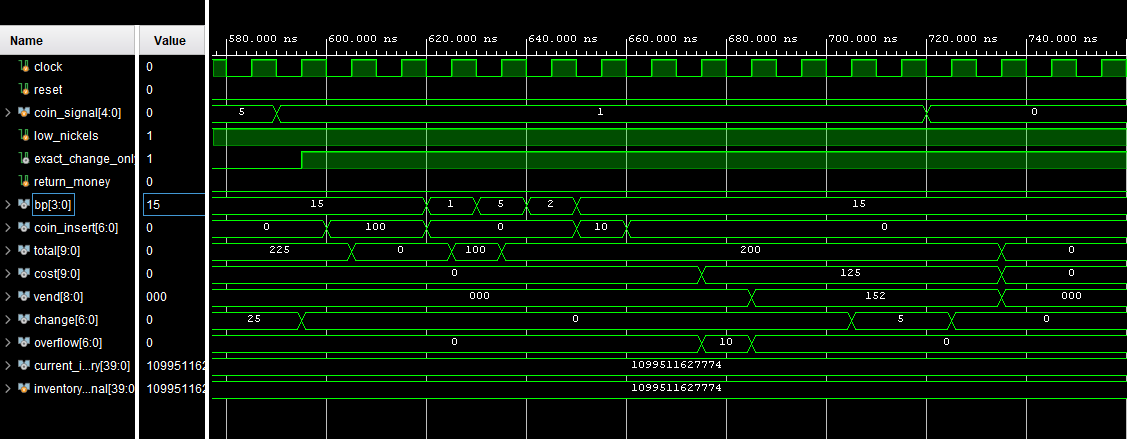 Name Value 580.000 ns 600.000 ns 620.000 ns 640.000 ns 660.000 ns 680.000 ns 700.000 ns 720.000 ns 740.000 ns
clock 0
reset 0
coin_signal[4:0] 0 5 1 0
low_nickels 1
exact_change_onl 1
return_money 0
bp[3:0] 15 15 1 5 2 15
coin_insert[6:0] 0 0 100 0 10 0
total[9:0] 0 225 0 100 200 0
cost[9:0] 0 0 125 0
vend[8:0] 000 000 152 000
change[6:0] 0 25 0 5 0
overflow[6:0] 0 0 10 0
current_i...ry[39:0] 1099511627 1099511627774
inventory...nal[39:0 1099511627 1099511627774